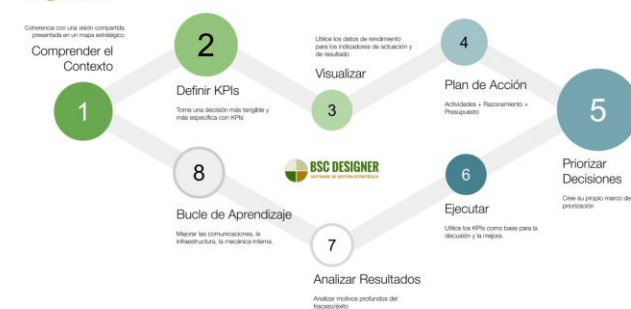 Coherencia con una visión compartida
presentada en un mapa estratégico
Comprender el
Contexto
1
2
Definir KPIs
Tome una decisión más tangible y
más específica con KPIs
Utilice los datos de rendimiento
para los indicadores de actuación y
de resultado
Visualizar
3
4
Plan de Acción
Actividades + Razonamiento +
Presupuesto
5
Priorizar
Decisiones
Cree su propio marco de
priorización
6
Ejecutar
Utilice los KPIs como base para la
discusión y la mejora.
7
Analizar Resultados
Analizar motivos profundos del
fracaso/éxito
8
Bucle de Aprendizaje
Mejorar las comunicaciones, la
infraestructura, la mecánica interna.
BSC DESIGNER
SOFTWARE DE GESTIÓN ESTRATÉGICA